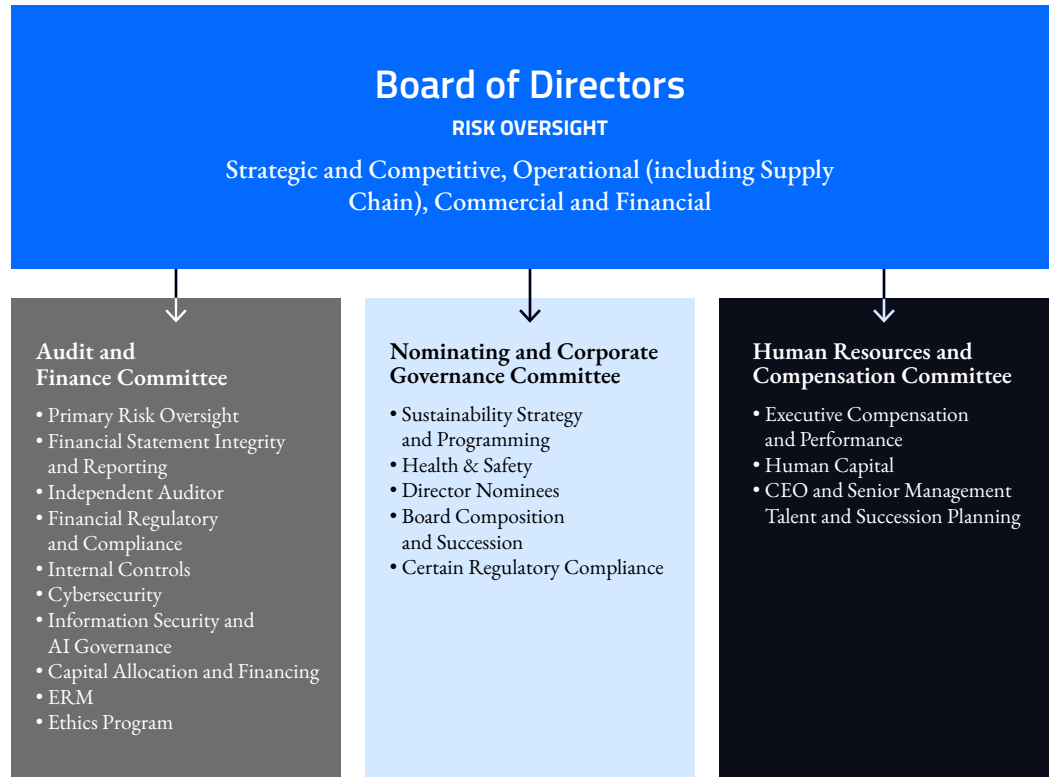 Board of Directors
RISK OVERSIGHT
Strategic and Competitive, Operational (including Supply
Chain), Commercial and Financial
Audit and
Finance Committee
• Primary Risk Oversight
• Financial Statement Integrity
and Reporting
• Independent Auditor
• Financial Regulatory
and Compliance
• Internal Controls
• Cybersecurity
• Information Security and
AI Governance
• Capital Allocation and Financing
• ERM
• Ethics Program
Nominating and Corporate
Governance Committee
• Sustainability Strategy
and Programming
• Health & Safety
• Director Nominees
• Board Composition
and Succession
• Certain Regulatory Compliance
Human Resources and
Compensation Committee
• Executive Compensation
and Performance
• Human Capital
• CEO and Senior Management
Talent and Succession Planning